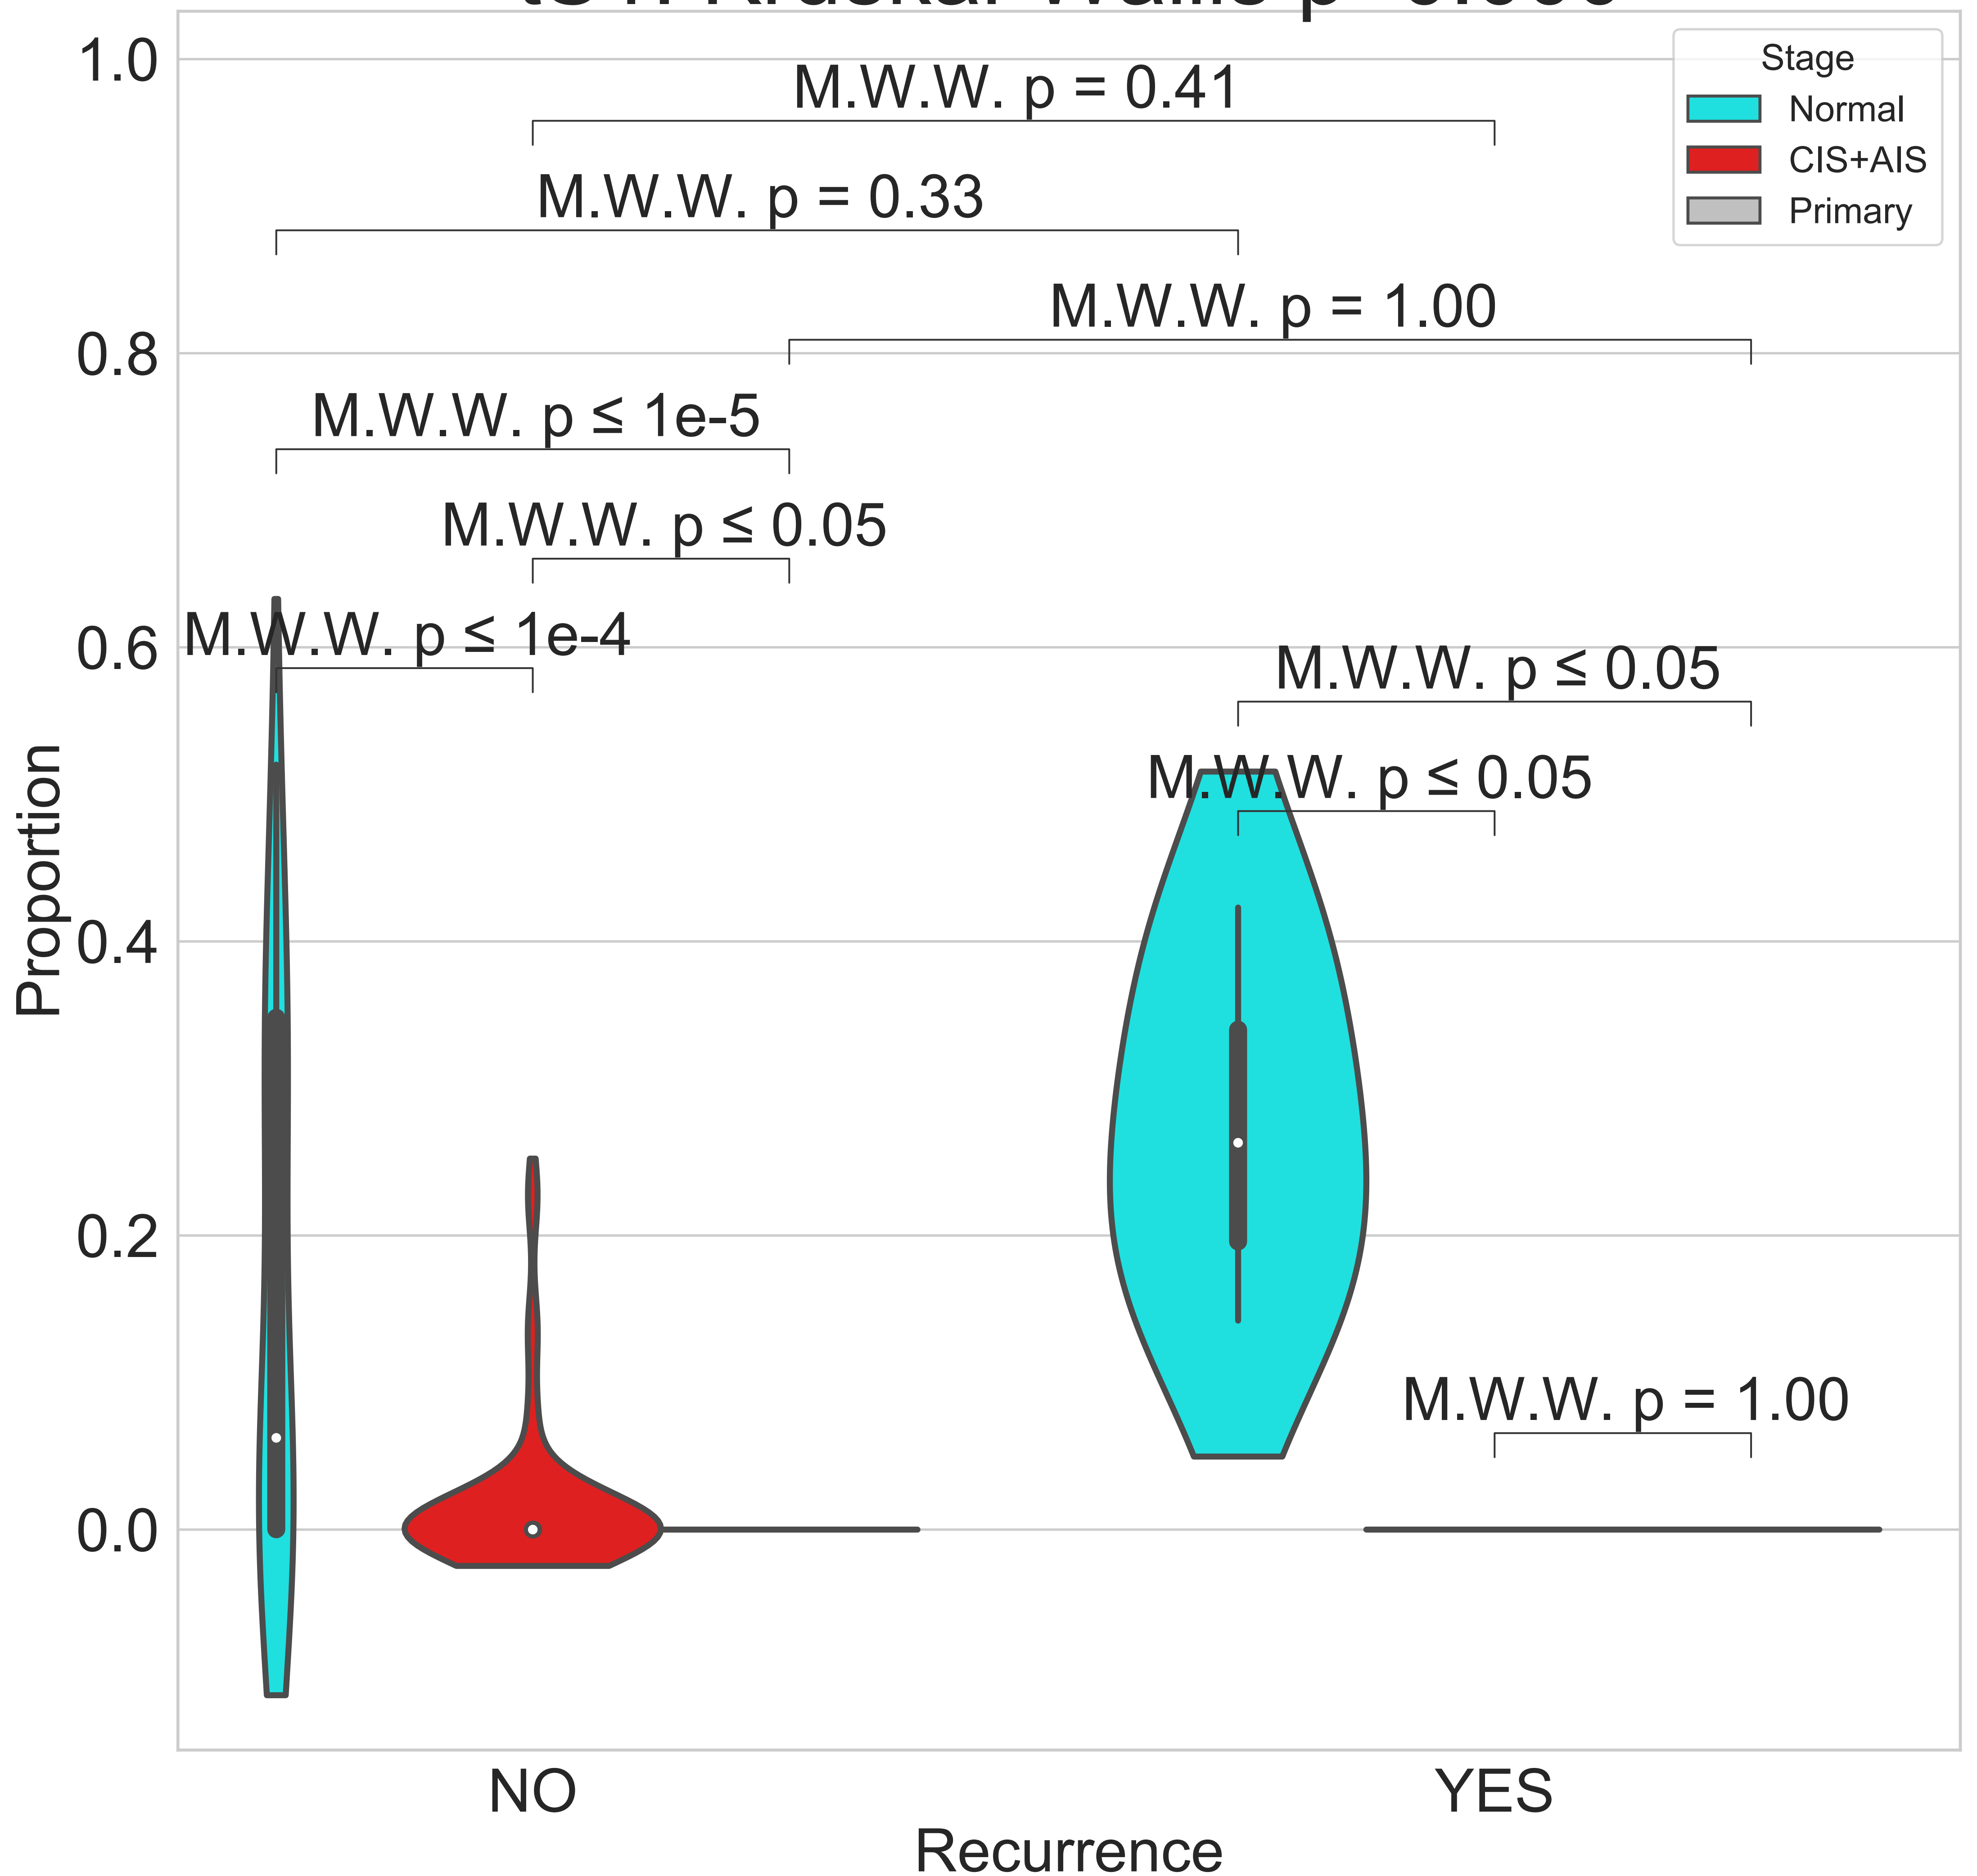 1.0
M.W.W. p = 0.41
Stage
Normal
CIS+AIS
Primary
M.W.W. p = 0.33
M.W.W. p = 1.00
0.8
M.W.W. p ≤ 1e-5
M.W.W. p ≤ 0.05
M.W.W. p ≤ 1e-4
0.6
M.W.W. p ≤ 0.05
M.W.W. p ≤ 0.05
Proportion
0.4
0.2
M.W.W. p = 1.00
0.0
NO
YES
Recurrence